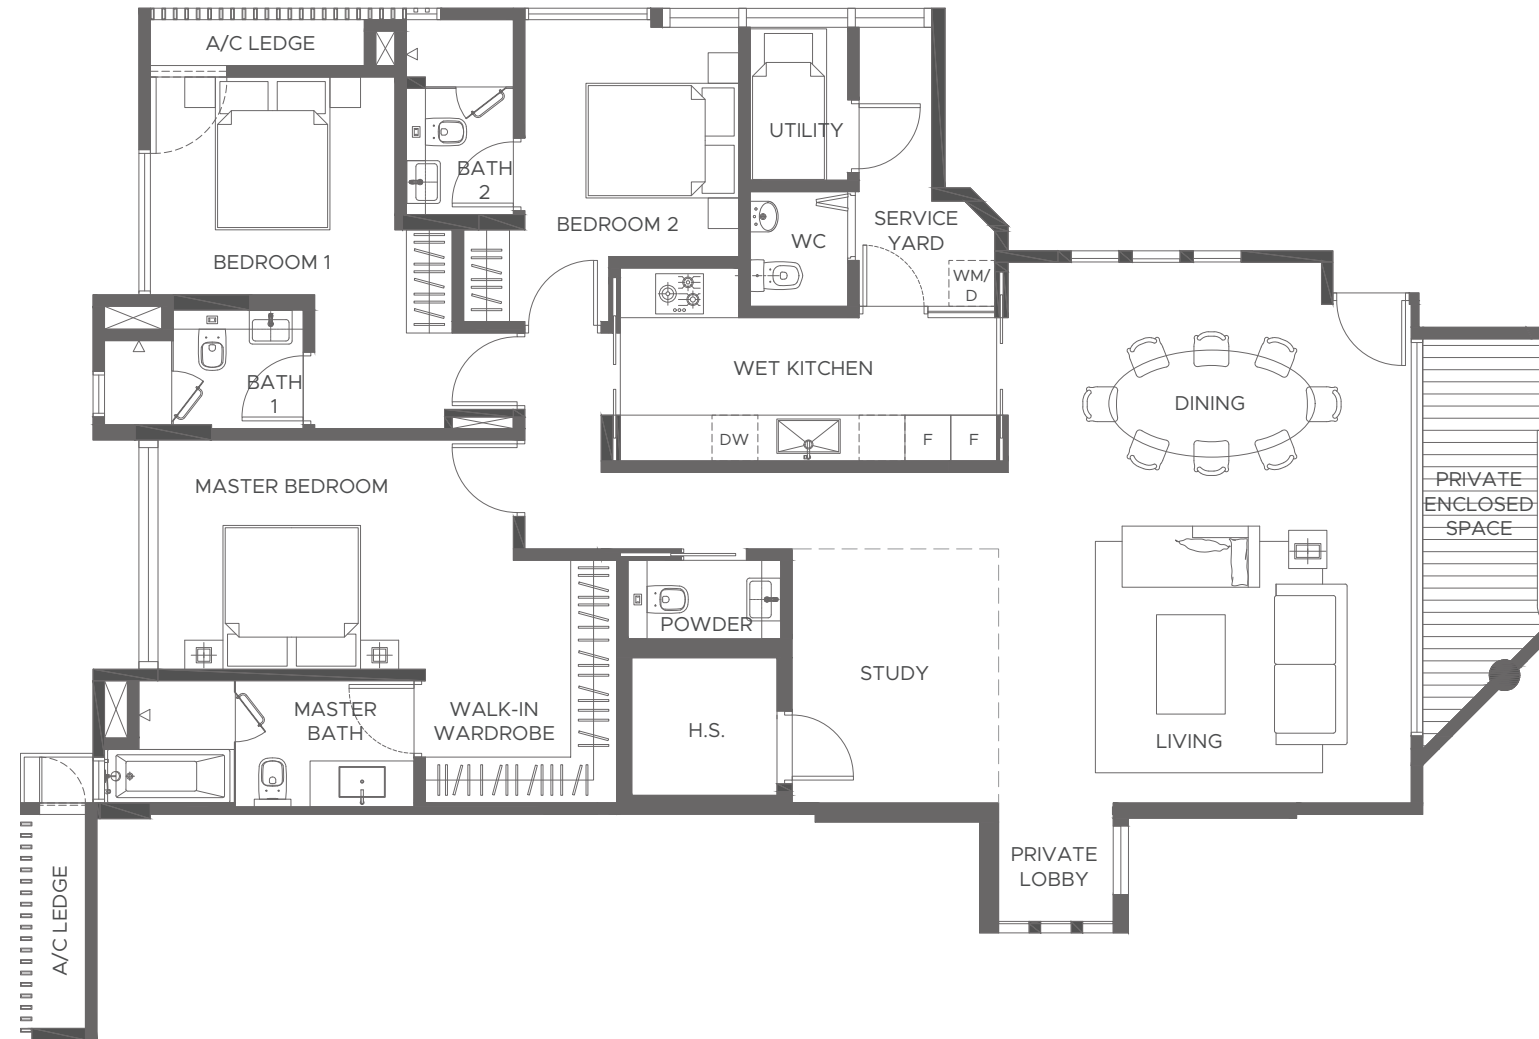 A/C LEDGE
UTILITY
BATH
2
BEDROOM 2
SERVICE
YARD
WC
BEDROOM 1
WM/
D
WET KITCHEN
BATH
1
DINING
DW
F
F
MASTER BEDROOM
PRIVATE
ENCLOSED
SPACE
POWDER
STUDY
MASTER
BATH
WALK-IN
WARDROBE
H.S.
LIVING
PRIVATE
LOBBY
A/C LEDGE